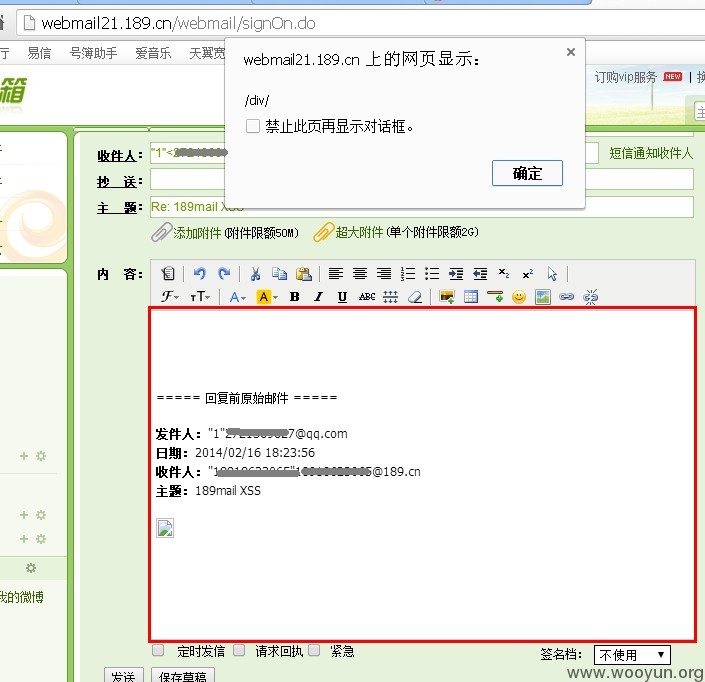 webmail21.189.cn/webmail/signOn.do
厅 易信 号簿助手 爱音乐 天翼宽
箱
订购vip服务 NEW | 换
webmail21.189.cn 上的网页显示：
/div/
禁止此页再显示对话框。
确定
收件人： "1"< 短信通知收件人
抄 送：
主 题： Re: 189mail XSS
添加附件 (附件限额50M) 超大附件 (单个附件限额2G)
内 容：
===== 回复前原始邮件 =====
发件人： "1" 7@qq.com
日期： 2014/02/16 18:23:56
收件人： @189.cn
主题： 189mail XSS
我的微博
定时发信 请求回执 紧急
签名档： 不使用
发送 保存草稿
www.wooyun.org